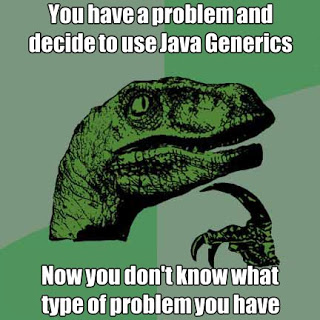 You have a problem and
decide to use Java Generics
Now you don't know what
type of problem you have